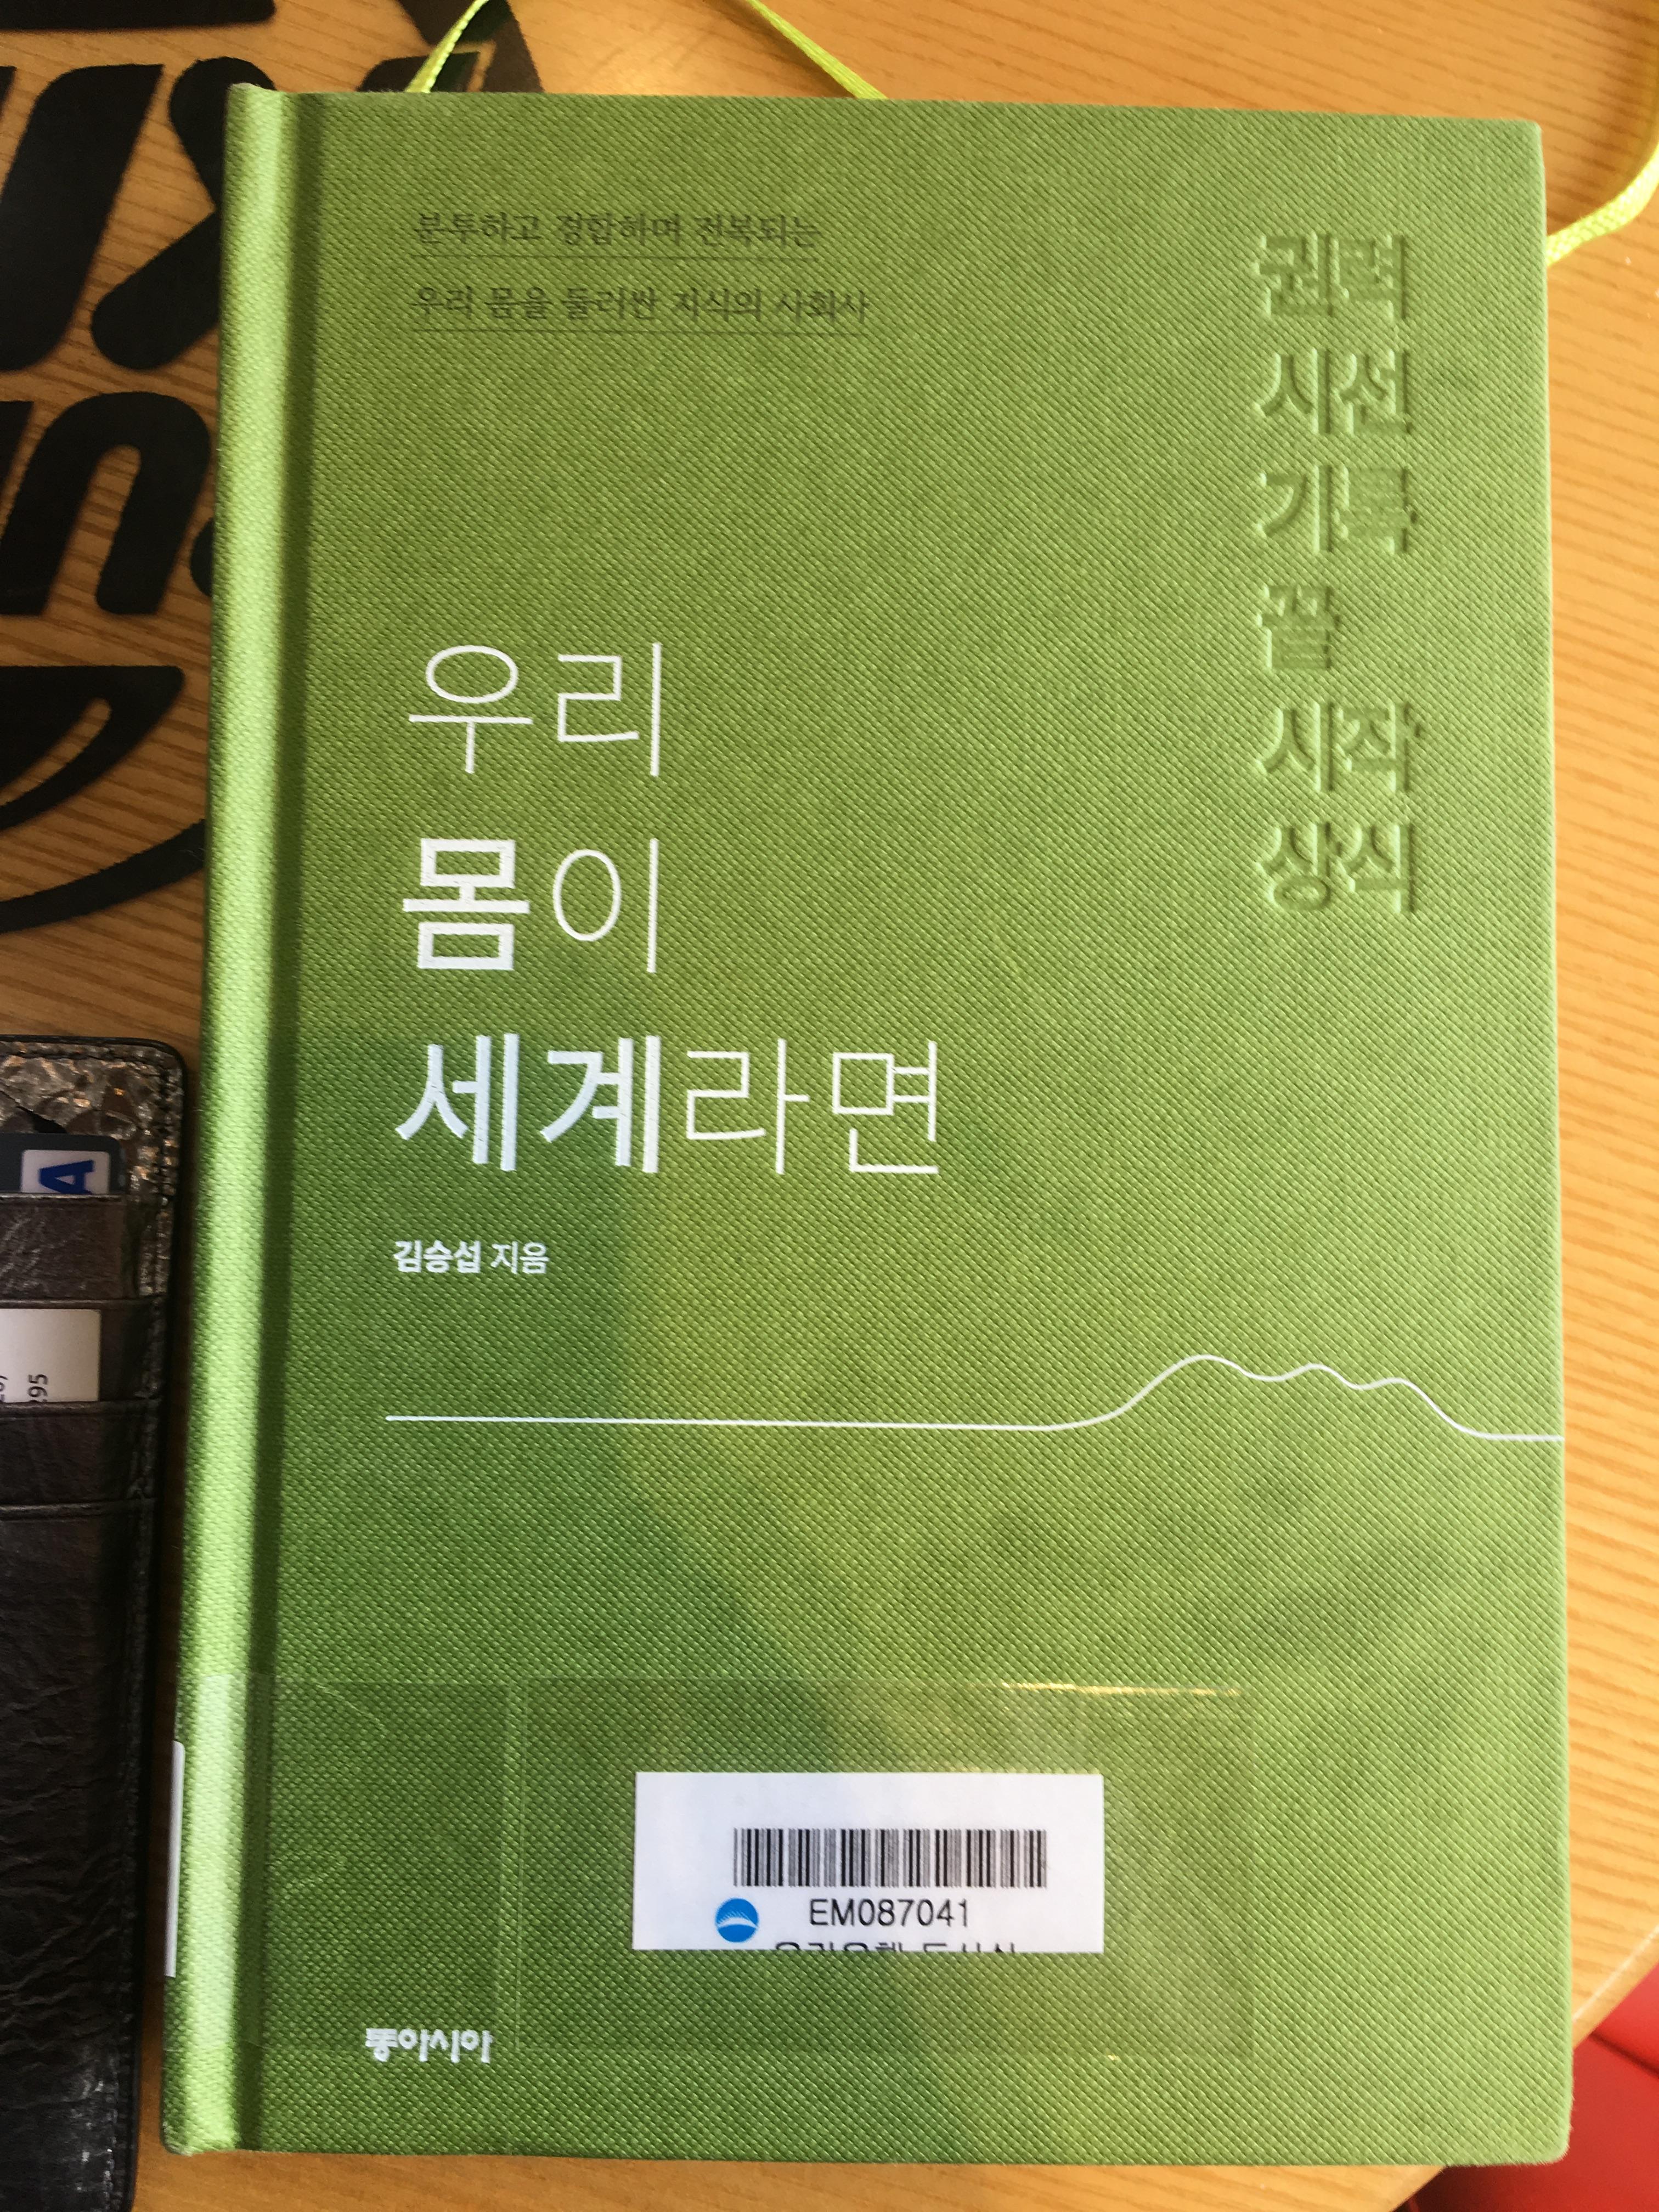 분투하고 경합하며 전복되는
우리 몸을 둘러싼 지식의 사회사
권력
시선
기록
끝
시작
상식
우리
몸이
세계라면
김승섭 지음
EM087041
동아시아
A
295